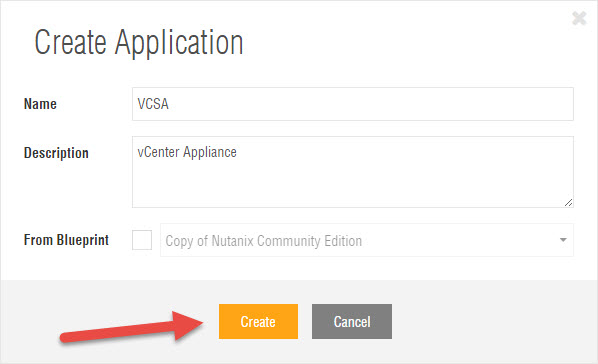 Create Application
Name
VCSA
Description
vCenter Appliance
From Blueprint
Copy of Nutanix Community Edition
Create
Cancel